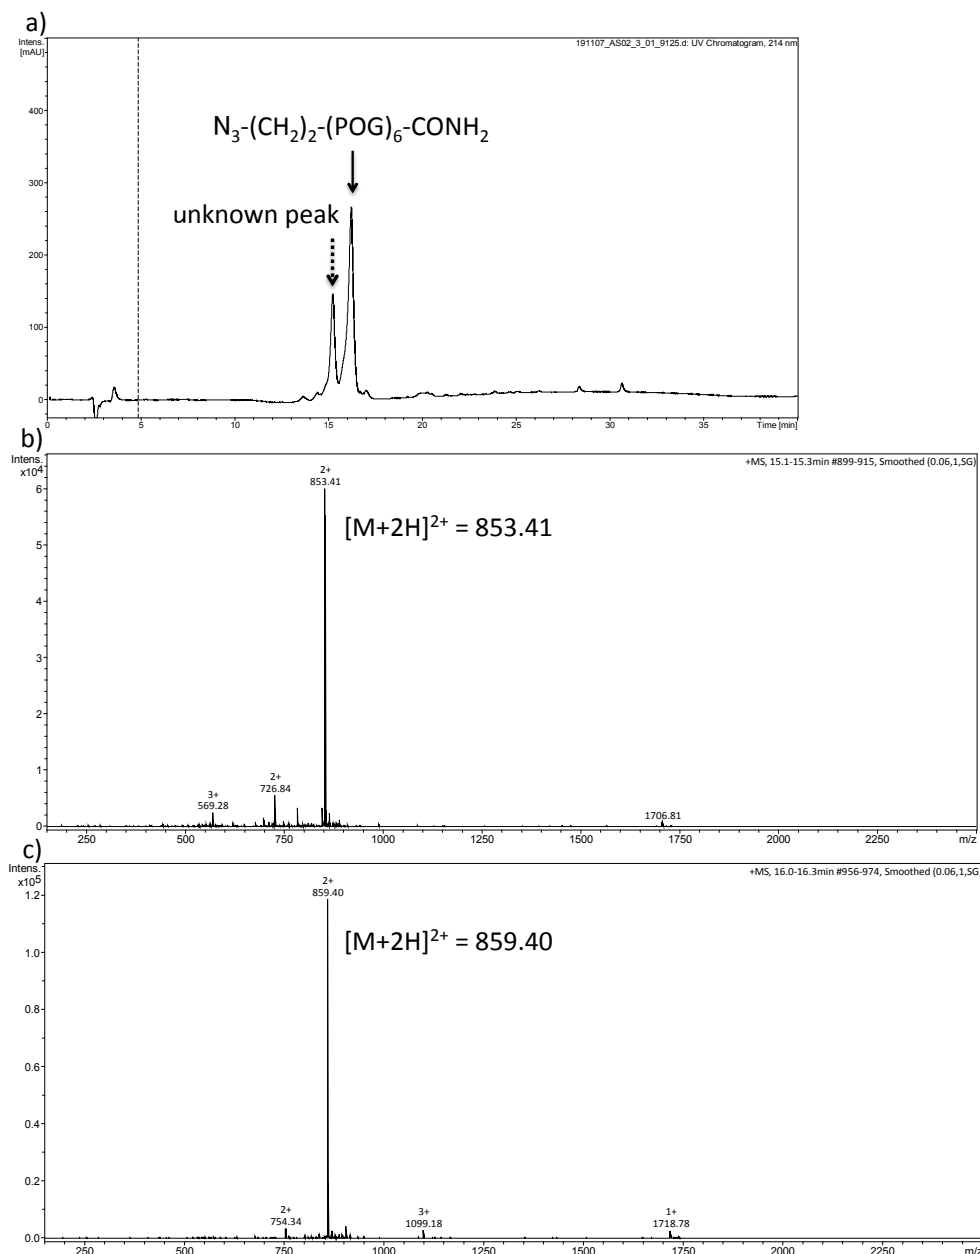 a)
Intens.
[mAU]
191107_AS02_3_01_9125.d: UV Chromatogram, 214 nm
400
300
200
100
0
N₃-(CH₂)₂-(POG)₆-CONH₂
unknown peak
0 5 10 15 20 25 30 35 Time [min]
b)
Intens.
x10⁴
+MS, 15.1-15.3min #899-915, Smoothed (0.06,1,SG)
6
5
4
3
2
1
0
2+
853.41
[M+2H]²⁺ = 853.41
3+
569.28
2+
726.84
1706.81
250 500 750 1000 1250 1500 1750 2000 2250 m/z
c)
Intens.
x10⁵
+MS, 16.0-16.3min #956-974, Smoothed (0.06,1,SG)
1.2
1.0
0.8
0.6
0.4
0.2
0.0
2+
859.40
[M+2H]²⁺ = 859.40
2+
754.34
3+
1099.18
1+
1718.78
250 500 750 1000 1250 1500 1750 2000 2250 m/z